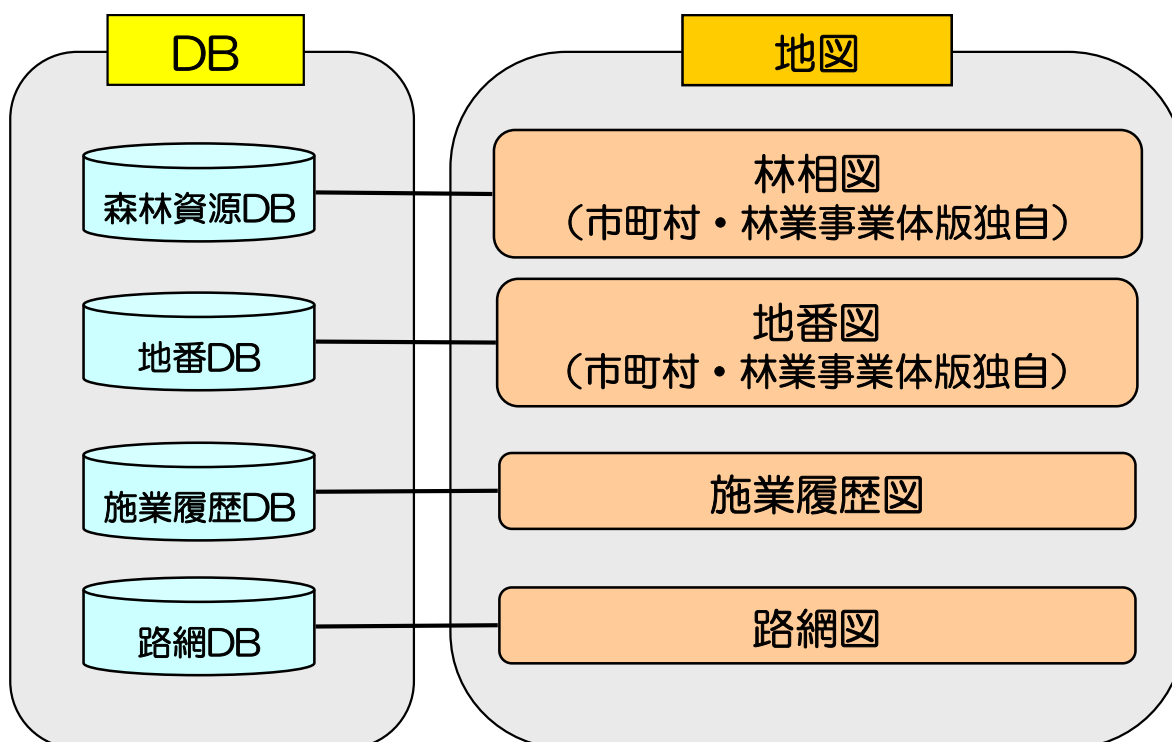 DB
地図
森林資源DB
林相図
（市町村・林業事業体版独自）
地番DB
地番図
（市町村・林業事業体版独自）
施業履歴DB
施業履歴図
路網DB
路網図